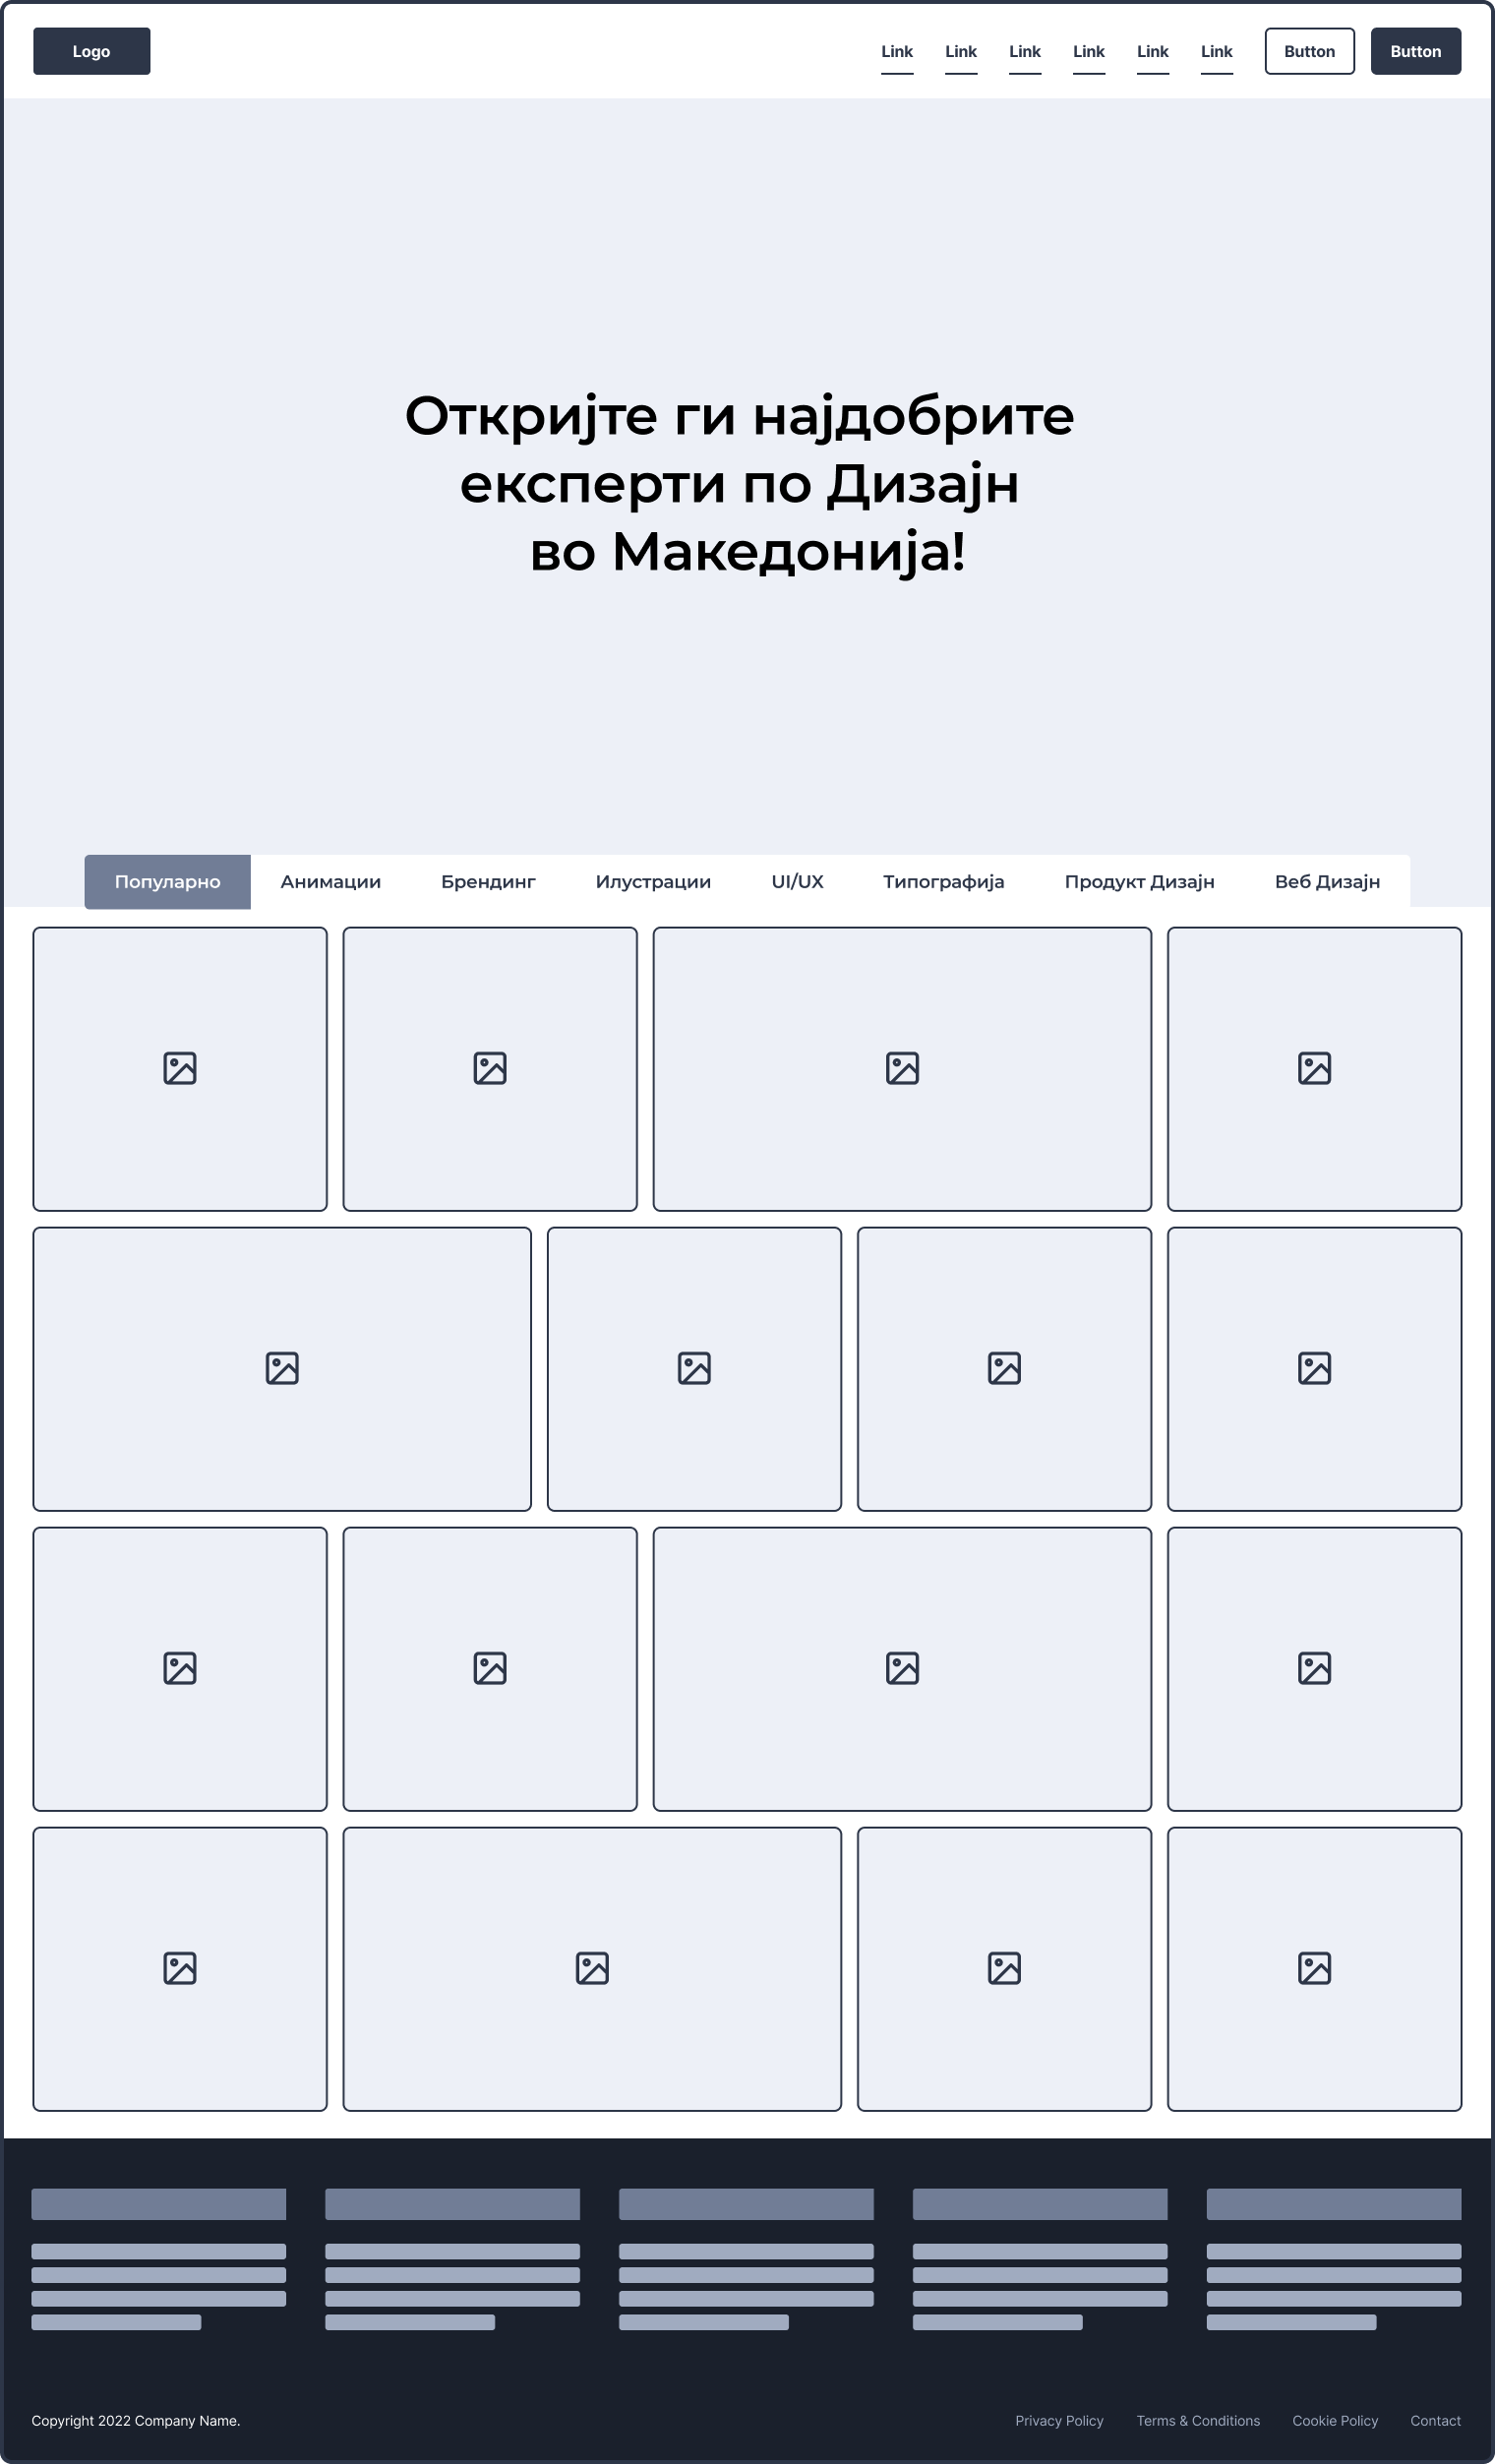 Logo
Link Link Link Link Link Link Button Button
Откријте ги најдобрите
експерти по Дизајн
во Македонија!
Популарно Анимации Брендинг Илустрации UI/UX Типографија Продукт Дизајн Веб Дизајн
Copyright 2022 Company Name.
Privacy Policy Terms & Conditions Cookie Policy Contact